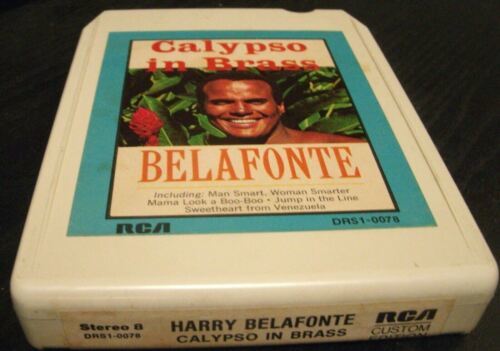 Calypso
in Brass
BELAFONTE
Including: Man Smart, Woman Smarter
Mama Look a Boo-Boo • Jump in the Line
Sweetheart from Venezuela
RCA
DRS1-0078
Stereo 8
DRS1-0078
HARRY BELAFONTE
CALYPSO IN BRASS
RCA
CUSTOM
EDITION